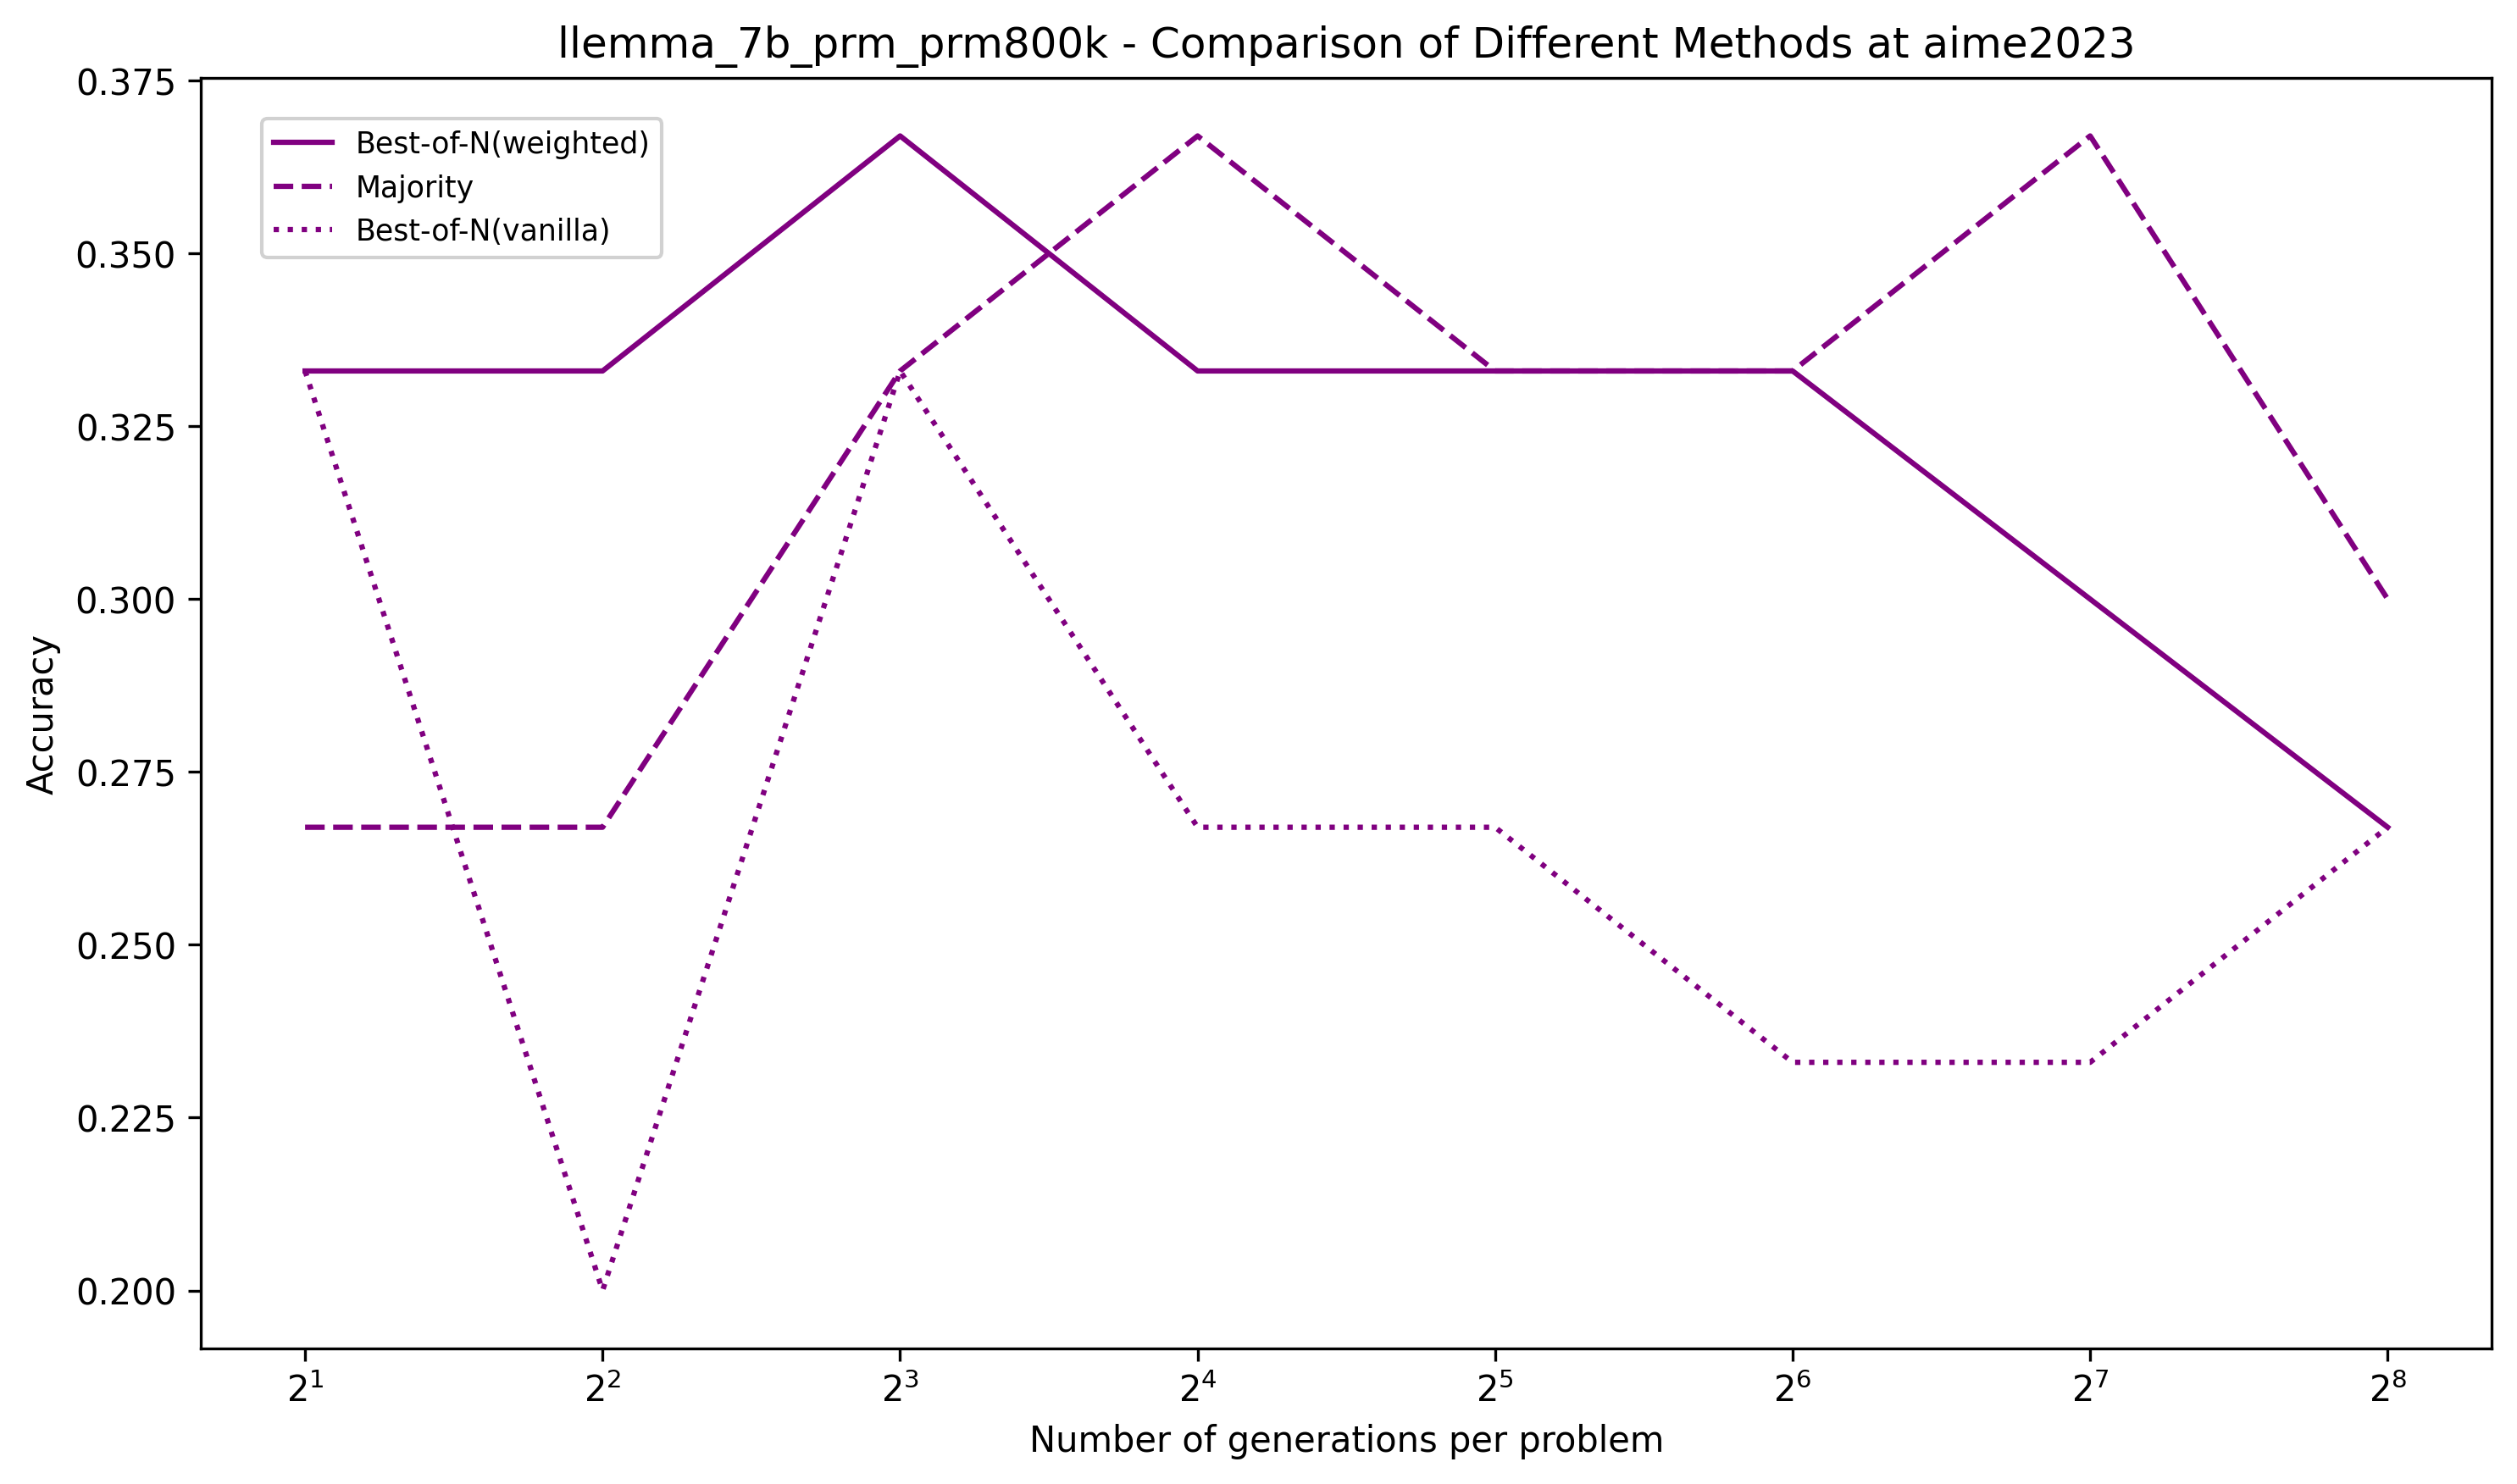 llemma_7b_prm_prm800k - Comparison of Different Methods at aime2023
Best-of-N(weighted)
Majority
Best-of-N(vanilla)
Accuracy
0.375
0.350
0.325
0.300
0.275
0.250
0.225
0.200
2¹ 2² 2³ 2⁴ 2⁵ 2⁶ 2⁷ 2⁸
Number of generations per problem